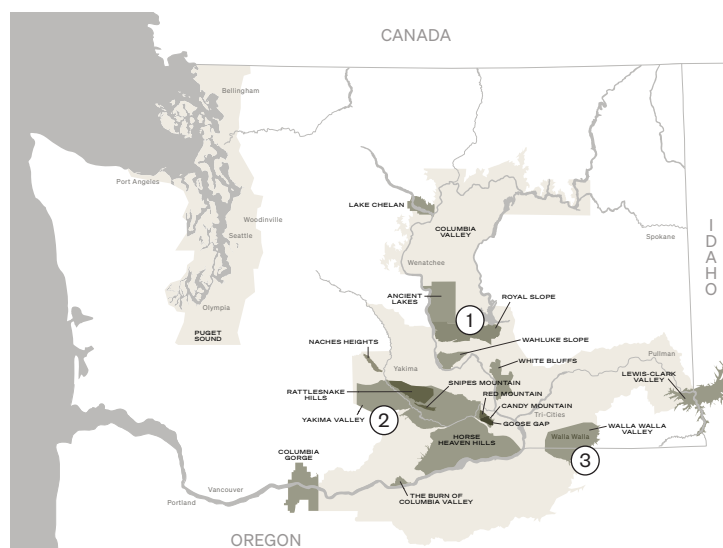 CANADA
Bellingham
Port Angeles
Woodinville
Seattle
Olympia
PUGET
SOUND
LAKE CHELAN
COLUMBIA
VALLEY
Wenatchee
Spokane
IDAHO
ANCIENT
LAKES
ROYAL SLOPE
1
WAHLUKE SLOPE
NACHES HEIGHTS
Yakima
WHITE BLUFFS
Pullman
LEWIS-CLARK
VALLEY
RATTLESNAKE
HILLS
SNIPES MOUNTAIN
RED MOUNTAIN
CANDY MOUNTAIN
Tri-Cities
GOOSE GAP
YAKIMA VALLEY
2
WALLA WALLA
VALLEY
Walla Walla
HORSE
HEAVEN HILLS
3
COLUMBIA
GORGE
Vancouver
Portland
THE BURN OF
COLUMBIA VALLEY
OREGON